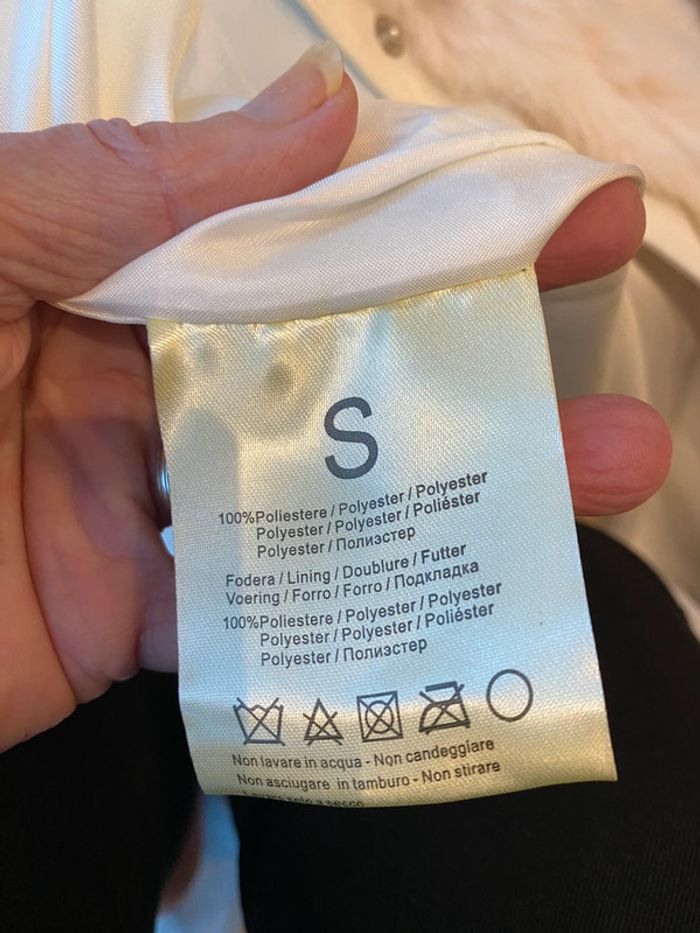 S
100%Poliestere / Polyester / Polyester
Polyester / Polyester / Poliéster
Polyester / Полиэстер
Fodera / Lining / Doublure / Futter
Voering / Forro / Forro / Подкладка
100%Poliestere / Polyester / Polyester
Polyester / Polyester / Poliéster
Polyester / Полиэстер
Non lavare in acqua - Non candeggiare
Non asciugare in tamburo - Non stirare
solo a secco